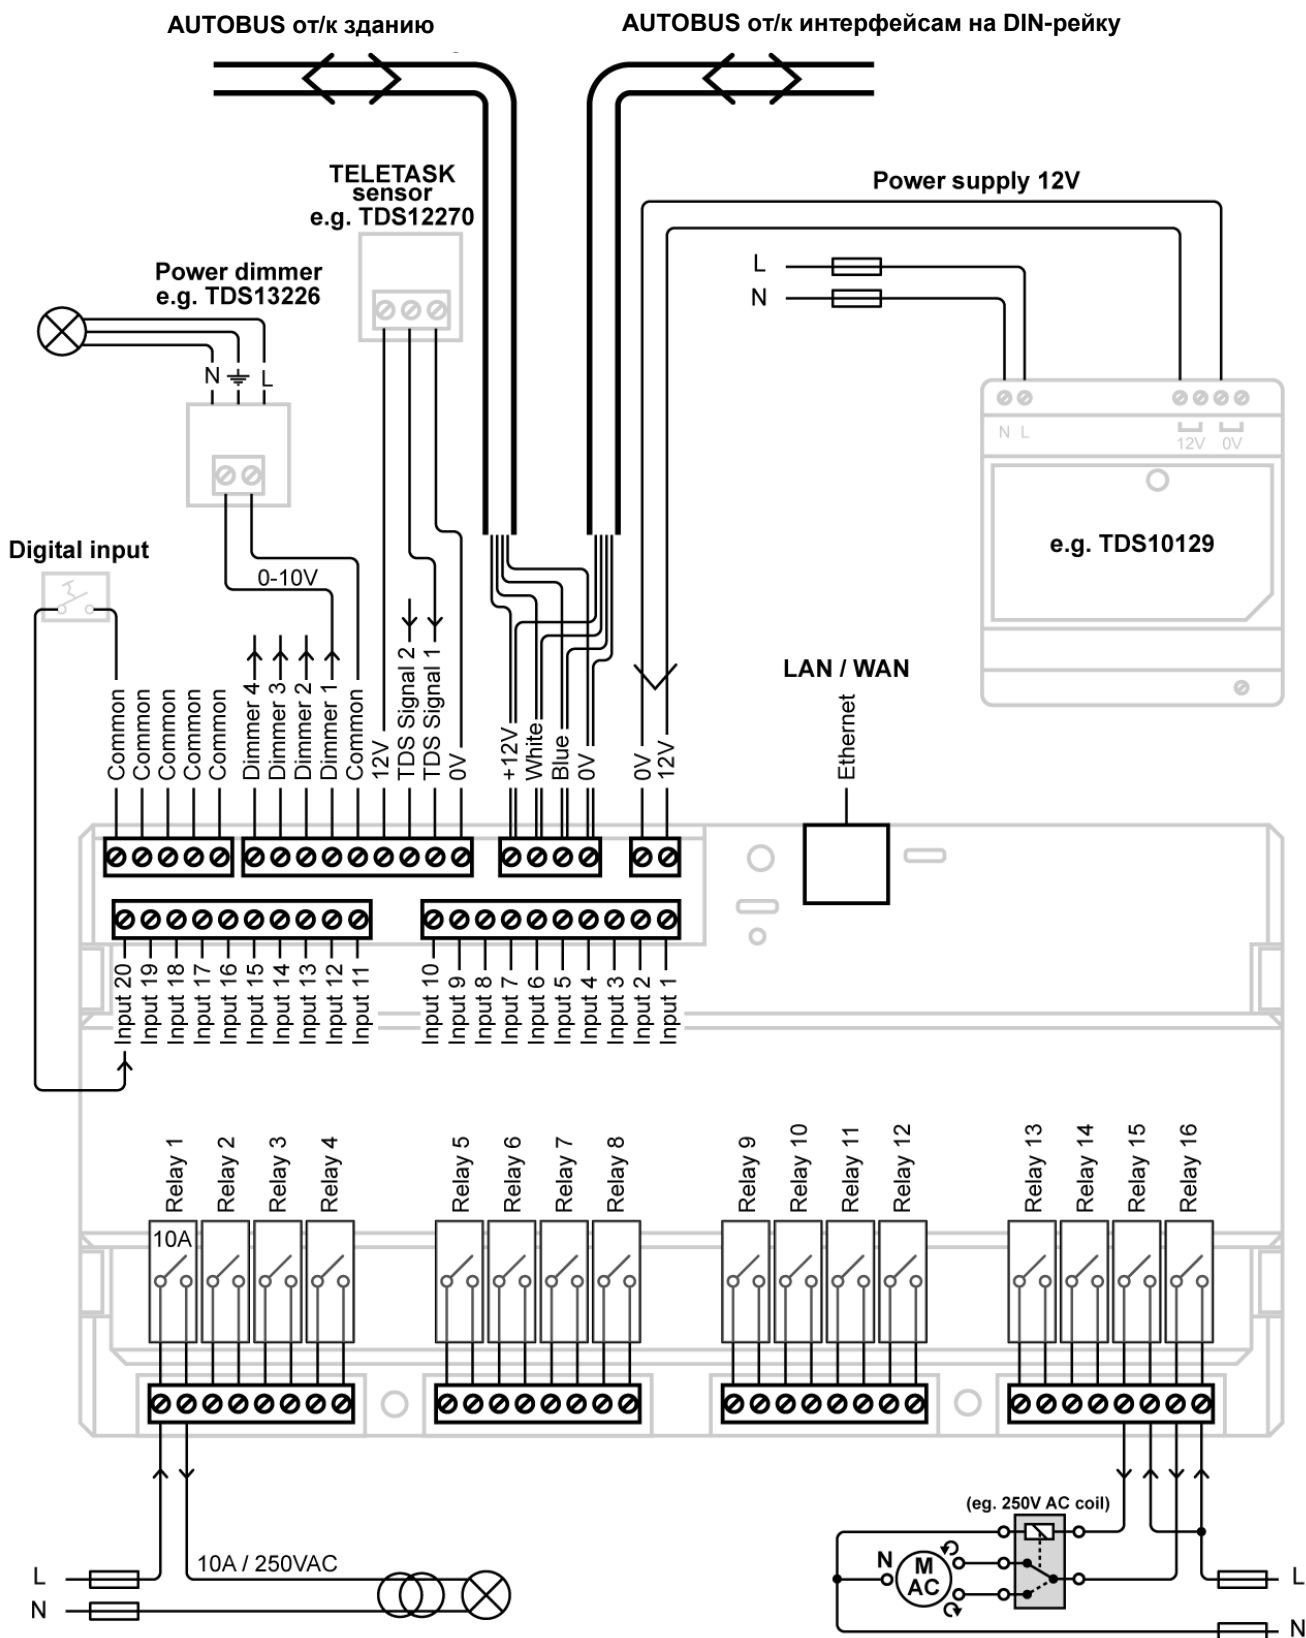 AUTOBUS от/к зданию
AUTOBUS от/к интерфейсам на DIN-рейку
TELETASK
sensor
e.g. TDS12270
Power supply 12V
L
N
Power dimmer
e.g. TDS13226
N
L
N L
12V 0V
e.g. TDS10129
Digital input
0-10V
LAN / WAN
Ethernet
Common
Common
Common
Common
Common
Dimmer 4
Dimmer 3
Dimmer 2
Dimmer 1
Common
12V
TDS Signal 2
TDS Signal 1
0V
+12V
White
Blue
0V
0V
12V
Input 20
Input 19
Input 18
Input 17
Input 16
Input 15
Input 14
Input 13
Input 12
Input 11
Input 10
Input 9
Input 8
Input 7
Input 6
Input 5
Input 4
Input 3
Input 2
Input 1
Relay 1
Relay 2
Relay 3
Relay 4
Relay 5
Relay 6
Relay 7
Relay 8
Relay 9
Relay 10
Relay 11
Relay 12
Relay 13
Relay 14
Relay 15
Relay 16
10A
(eg. 250V AC coil)
10A / 250VAC
L
N
N
M
AC
L
N